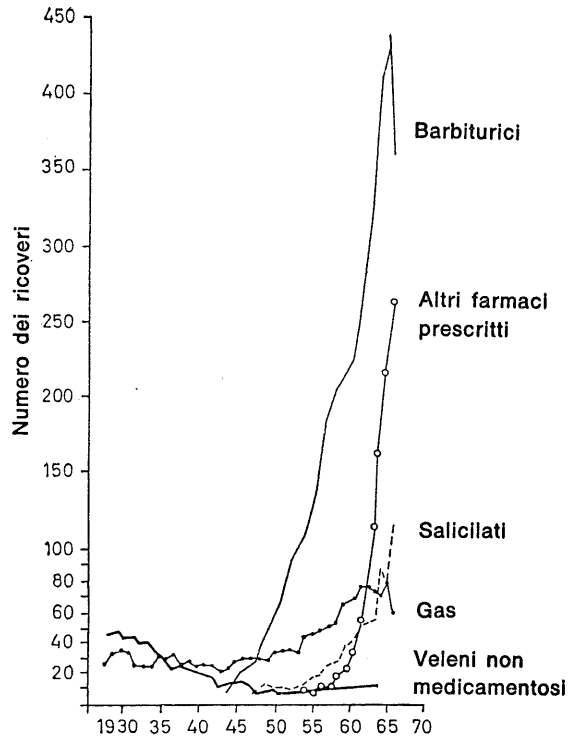 450
400
350
300
250
200
150
100
80
60
40
20
Numero dei ricoveri
Barbiturici
Altri farmaci
prescritti
Salicilati
Gas
Veleni non
medicamentosi
1930 35 40 45 50 55 60 65 70